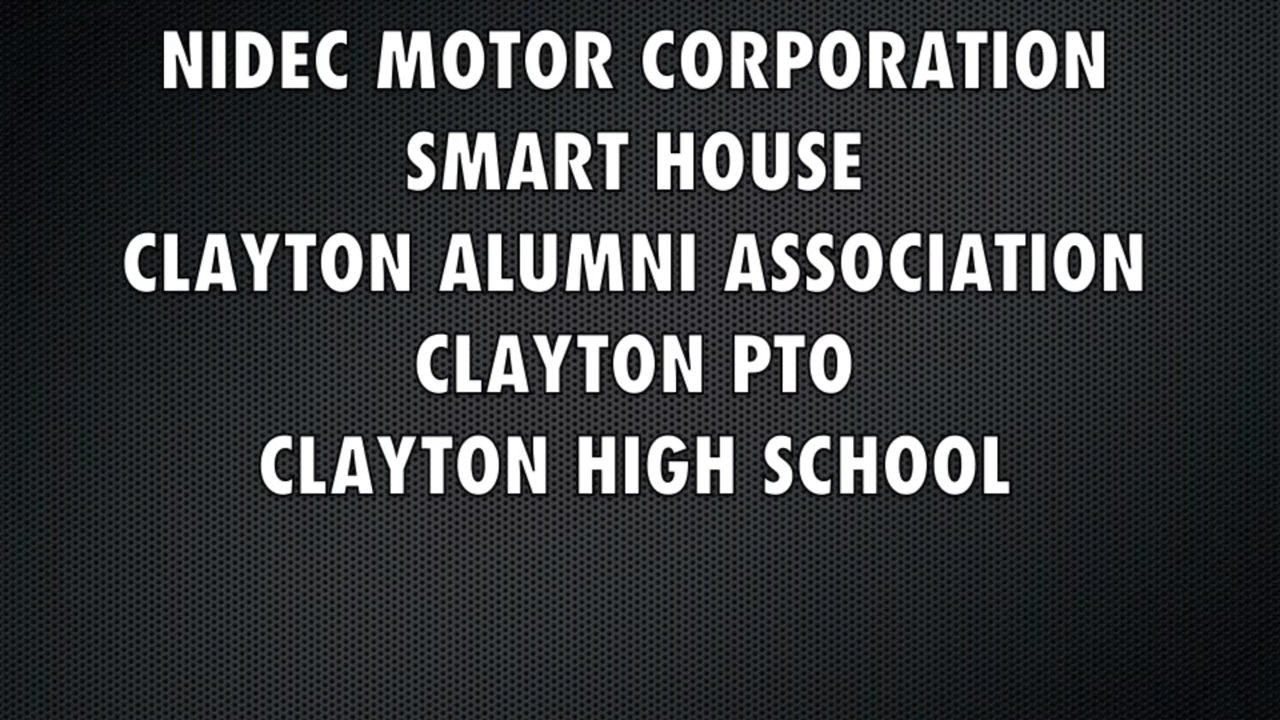 NIDEC MOTOR CORPORATION
SMART HOUSE
CLAYTON ALUMNI ASSOCIATION
CLAYTON PTO
CLAYTON HIGH SCHOOL